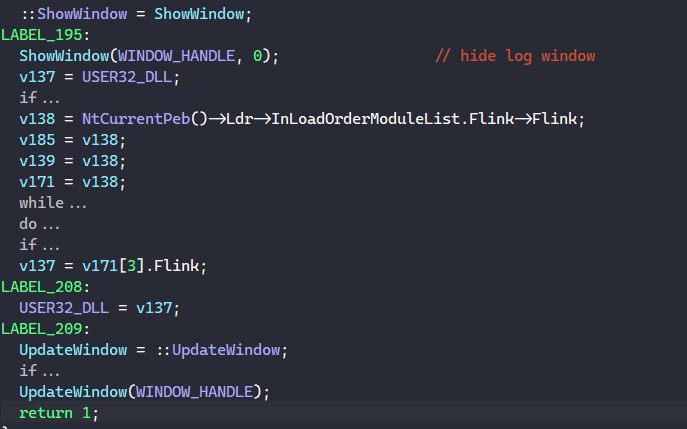 ::ShowWindow = ShowWindow;
LABEL_195:
ShowWindow(WINDOW_HANDLE, 0); // hide log window
v137 = USER32_DLL;
if ...
v138 = NtCurrentPeb()->Ldr->InLoadOrderModuleList.Flink->Flink;
v185 = v138;
v139 = v138;
v171 = v138;
while ...
do ...
if ...
v137 = v171[3].Flink;
LABEL_208:
USER32_DLL = v137;
LABEL_209:
UpdateWindow = ::UpdateWindow;
if ...
UpdateWindow(WINDOW_HANDLE);
return 1;